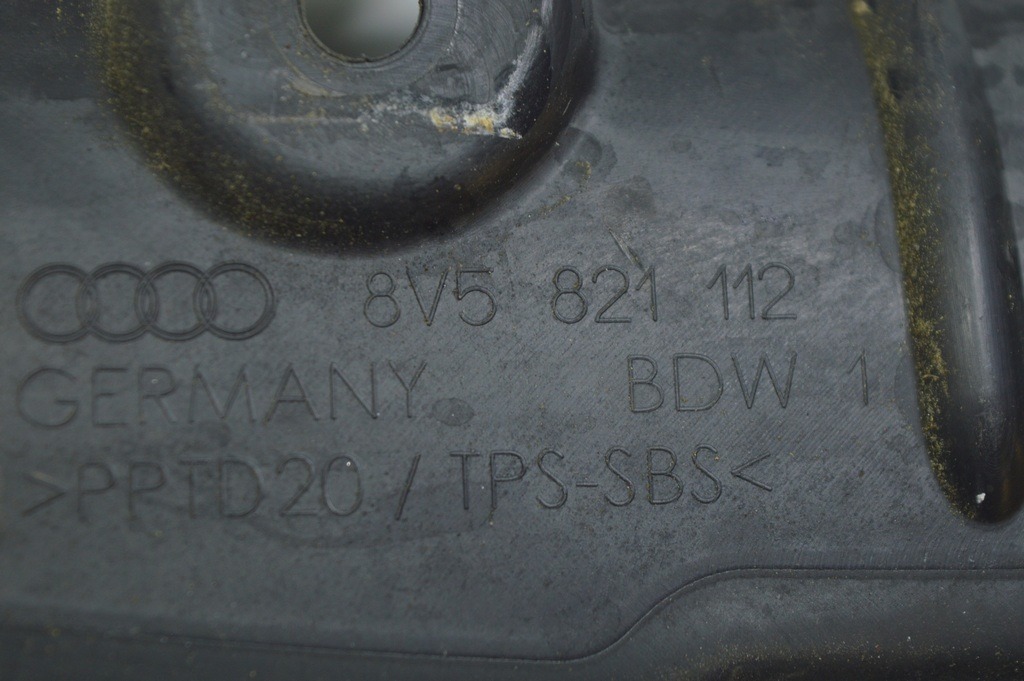 8V5 821 112
GERMANY BDW 1
>PPTD20 / TPS-SBS<